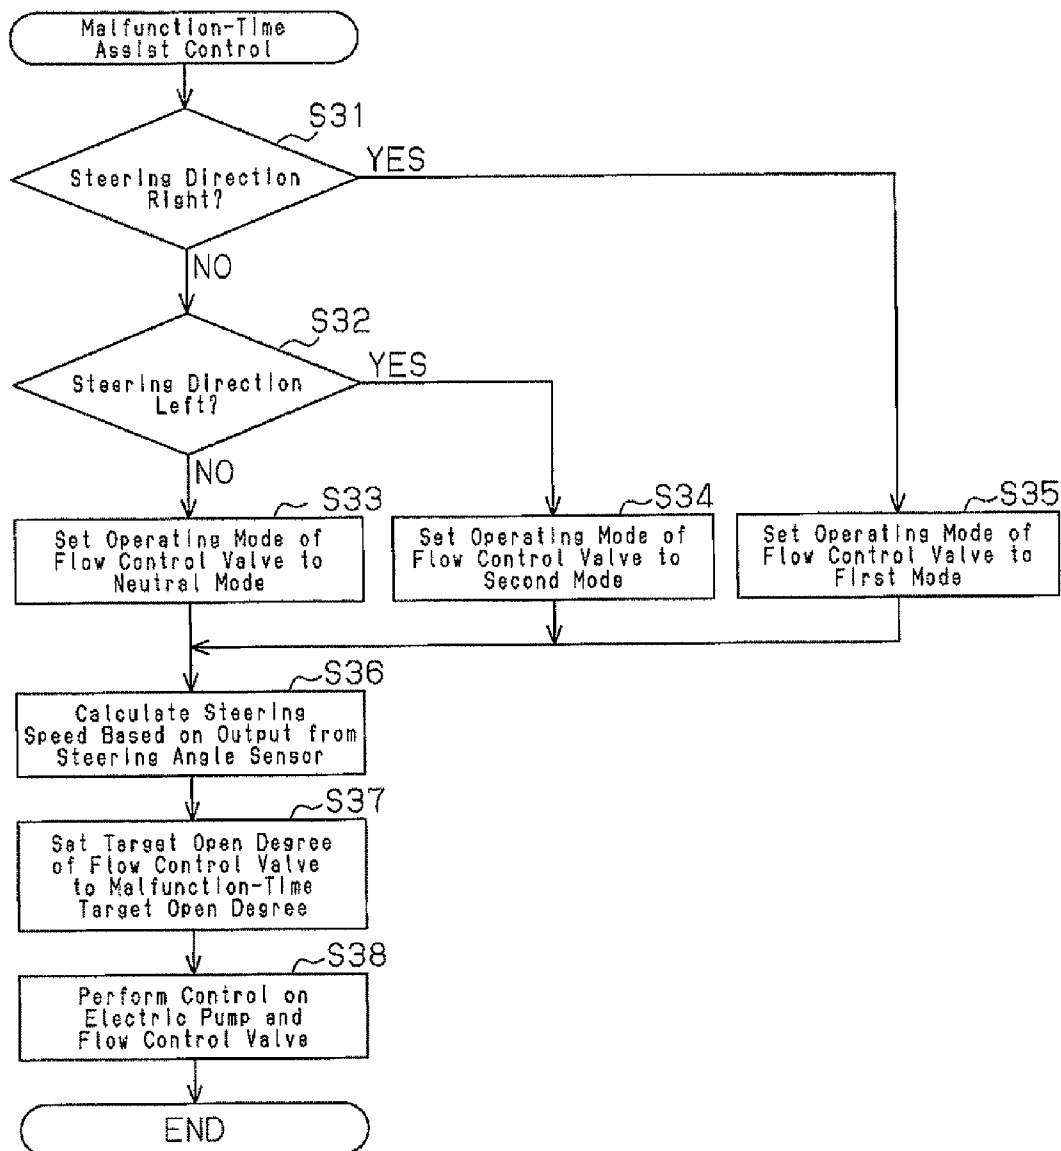 Malfunction-Time
Assist Control
S31
Steering Direction
Right?
YES
NO
S32
Steering Direction
Left?
YES
NO
S33
Set Operating Mode of
Flow Control Valve to
Neutral Mode
S34
Set Operating Mode of
Flow Control Valve to
Second Mode
S35
Set Operating Mode of
Flow Control Valve to
First Mode
S36
Calculate Steering
Speed Based on Output from
Steering Angle Sensor
S37
Set Target Open Degree
of Flow Control Valve
to Malfunction-Time
Target Open Degree
S38
Perform Control on
Electric Pump and
Flow Control Valve
END